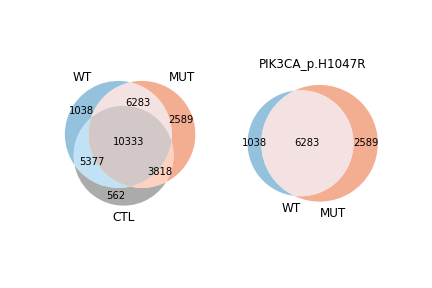 WT
MUT
1038
6283
2589
10333
5377
3818
562
CTL
PIK3CA_p.H1047R
1038
6283
2589
WT
MUT